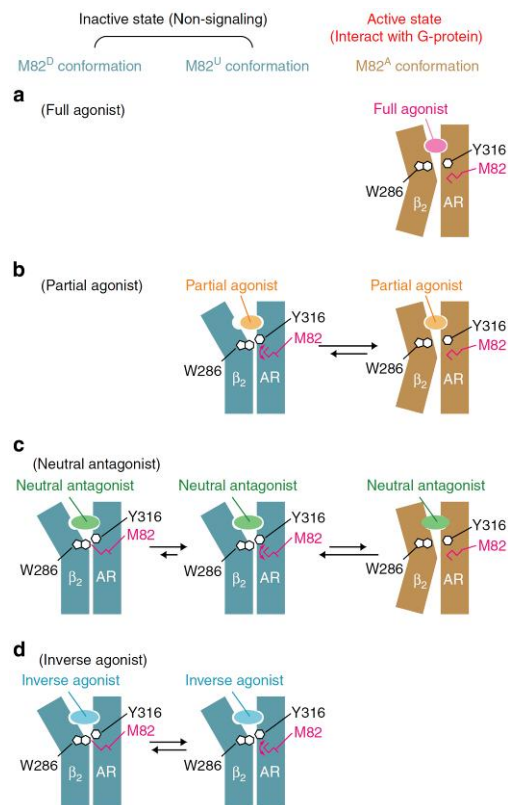 Inactive state (Non-signaling)
Active state
(Interact with G-protein)
M82D conformation
M82U conformation
M82A conformation
a
(Full agonist)
Full agonist
Y316
M82
W286
β2
AR
b
(Partial agonist)
Partial agonist
Y316
M82
W286
β2
AR
Partial agonist
Y316
M82
W286
β2
AR
c
(Neutral antagonist)
Neutral antagonist
Y316
M82
W286
β2
AR
Neutral antagonist
Y316
M82
W286
β2
AR
Neutral antagonist
Y316
M82
W286
β2
AR
d
(Inverse agonist)
Inverse agonist
Y316
M82
W286
β2
AR
Inverse agonist
Y316
M82
W286
β2
AR